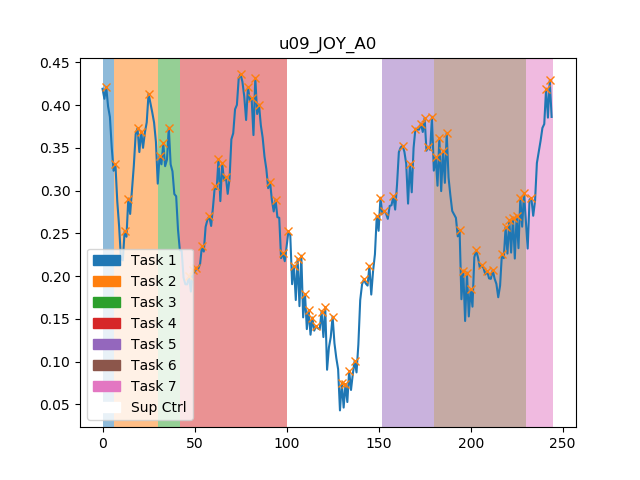 u09_JOY_A0
0.45
0.40
0.35
0.30
0.25
0.20
0.15
0.10
0.05
Task 1
Task 2
Task 3
Task 4
Task 5
Task 6
Task 7
Sup Ctrl
0 50 100 150 200 250